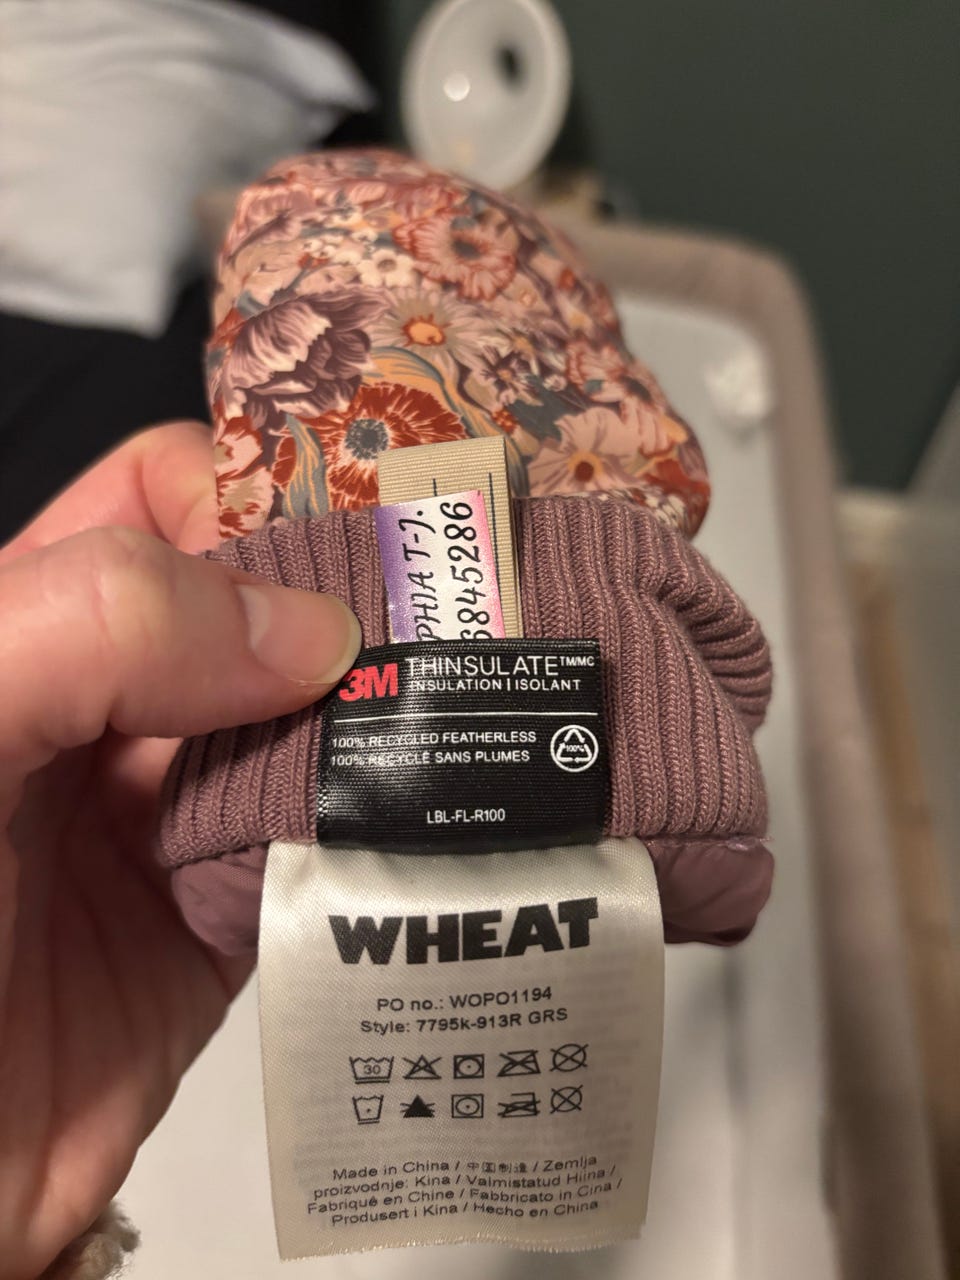 PHIA T-J.
6845286
3M THINSULATE™/MC
INSULATION | ISOLANT
100% RECYCLED FEATHERLESS
100% RECYCLÉ SANS PLUMES
100%
LBL-FL-R100
WHEAT
PO no.: WOPO1194
Style: 7795k-913R GRS
30
Made in China / 中国制造 / Zemlja
proizvodnje: Kina / Valmistatud Hiina /
Fabriqué en Chine / Fabbricato in Cina /
Produsert i Kina / Hecho en China